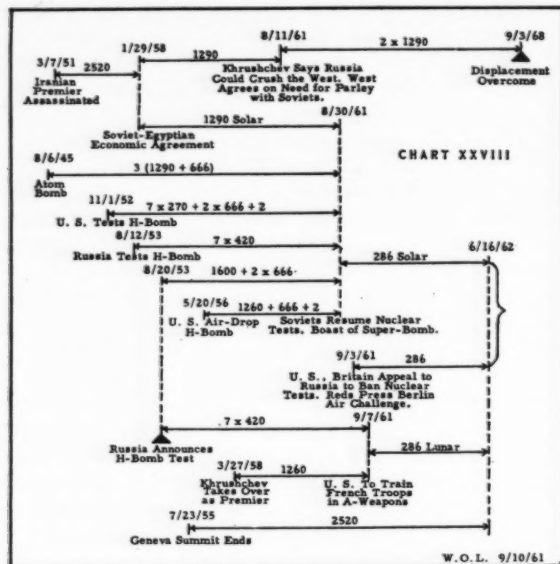 8/11/61
9/3/68
1/29/58
2 x 1290
3/7/51
1290
2520
Khrushchev Says Russia
Could Crush the West. West
Agrees on Need for Parley
with Soviets.
Iranian
Premier
Assassinated
Displacement
Overcome
8/30/61
1290 Solar
Soviet-Egyptian
Economic Agreement
CHART XXVIII
8/6/45
3 (1290 + 666)
Atom
Bomb
11/1/52
7 x 270 + 2 x 666 + 2
U. S. Tests H-Bomb
8/12/53
7 x 420
Russia Tests H-Bomb
6/16/62
286 Solar
8/20/53
1600 + 2 x 666
5/20/56
1260 + 666 + 2
U. S. Air-Drop
H-Bomb
Soviets Resume Nuclear
Tests. Boast of Super-Bomb.
9/3/61
286
U. S., Britain Appeal to
Russia to Ban Nuclear
Tests. Reds Press Berlin
Air Challenge.
7 x 420
9/7/61
Russia Announces
H-Bomb Test
286 Lunar
3/27/58
1260
Khrushchev
Takes Over
as Premier
U. S. To Train
French Troops
in A-Weapons
7/23/55
2520
Geneva Summit Ends
W.O.L. 9/10/61